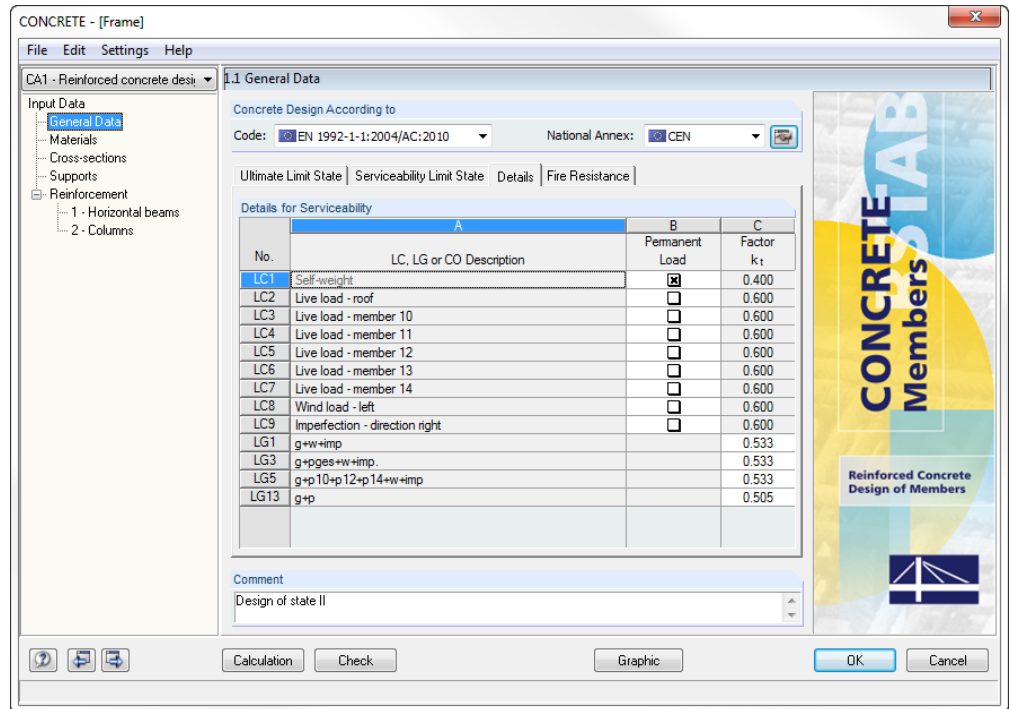 CONCRETE - [Frame]
File Edit Settings Help
CA1 - Reinforced concrete desi
1.1 General Data
Input Data
General Data
Materials
Cross-sections
Supports
Reinforcement
1 - Horizontal beams
2 - Columns
Concrete Design According to
Code: EN 1992-1-1:2004/AC:2010 National Annex: CEN
Ultimate Limit State Serviceability Limit State Details Fire Resistance
Details for Serviceability
A B C
No. LC, LG or CO Description Permanent Load Factor kt
LC1 Self-weight 0.400
LC2 Live load - roof 0.600
LC3 Live load - member 10 0.600
LC4 Live load - member 11 0.600
LC5 Live load - member 12 0.600
LC6 Live load - member 13 0.600
LC7 Live load - member 14 0.600
LC8 Wind load - left 0.600
LC9 Imperfection - direction right 0.600
LG1 g+w+imp 0.533
LG3 g+pges+w+imp. 0.533
LG5 g+p10+p12+p14+w+imp 0.533
LG13 g+p 0.505
Comment
Design of state II
RSTAB
CONCRETE
Members
Reinforced Concrete
Design of Members
Calculation Check Graphic OK Cancel